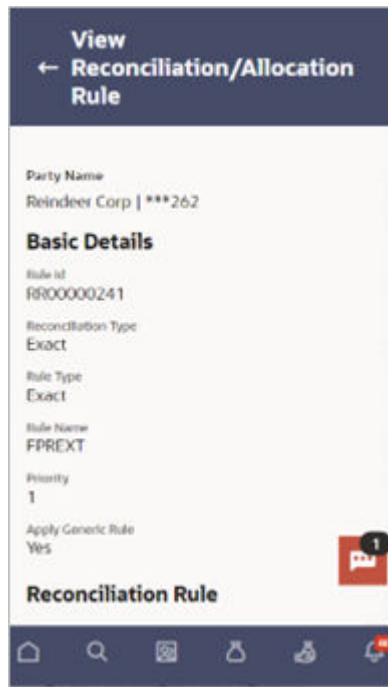 View
← Reconciliation/Allocation
Rule
Party Name
Reindeer Corp | ***262
Basic Details
Rule Id
RR00000241
Reconciliation Type
Exact
Rule Type
Exact
Rule Name
FPREXT
Priority
1
Apply Generic Rule
Yes
1
Reconciliation Rule